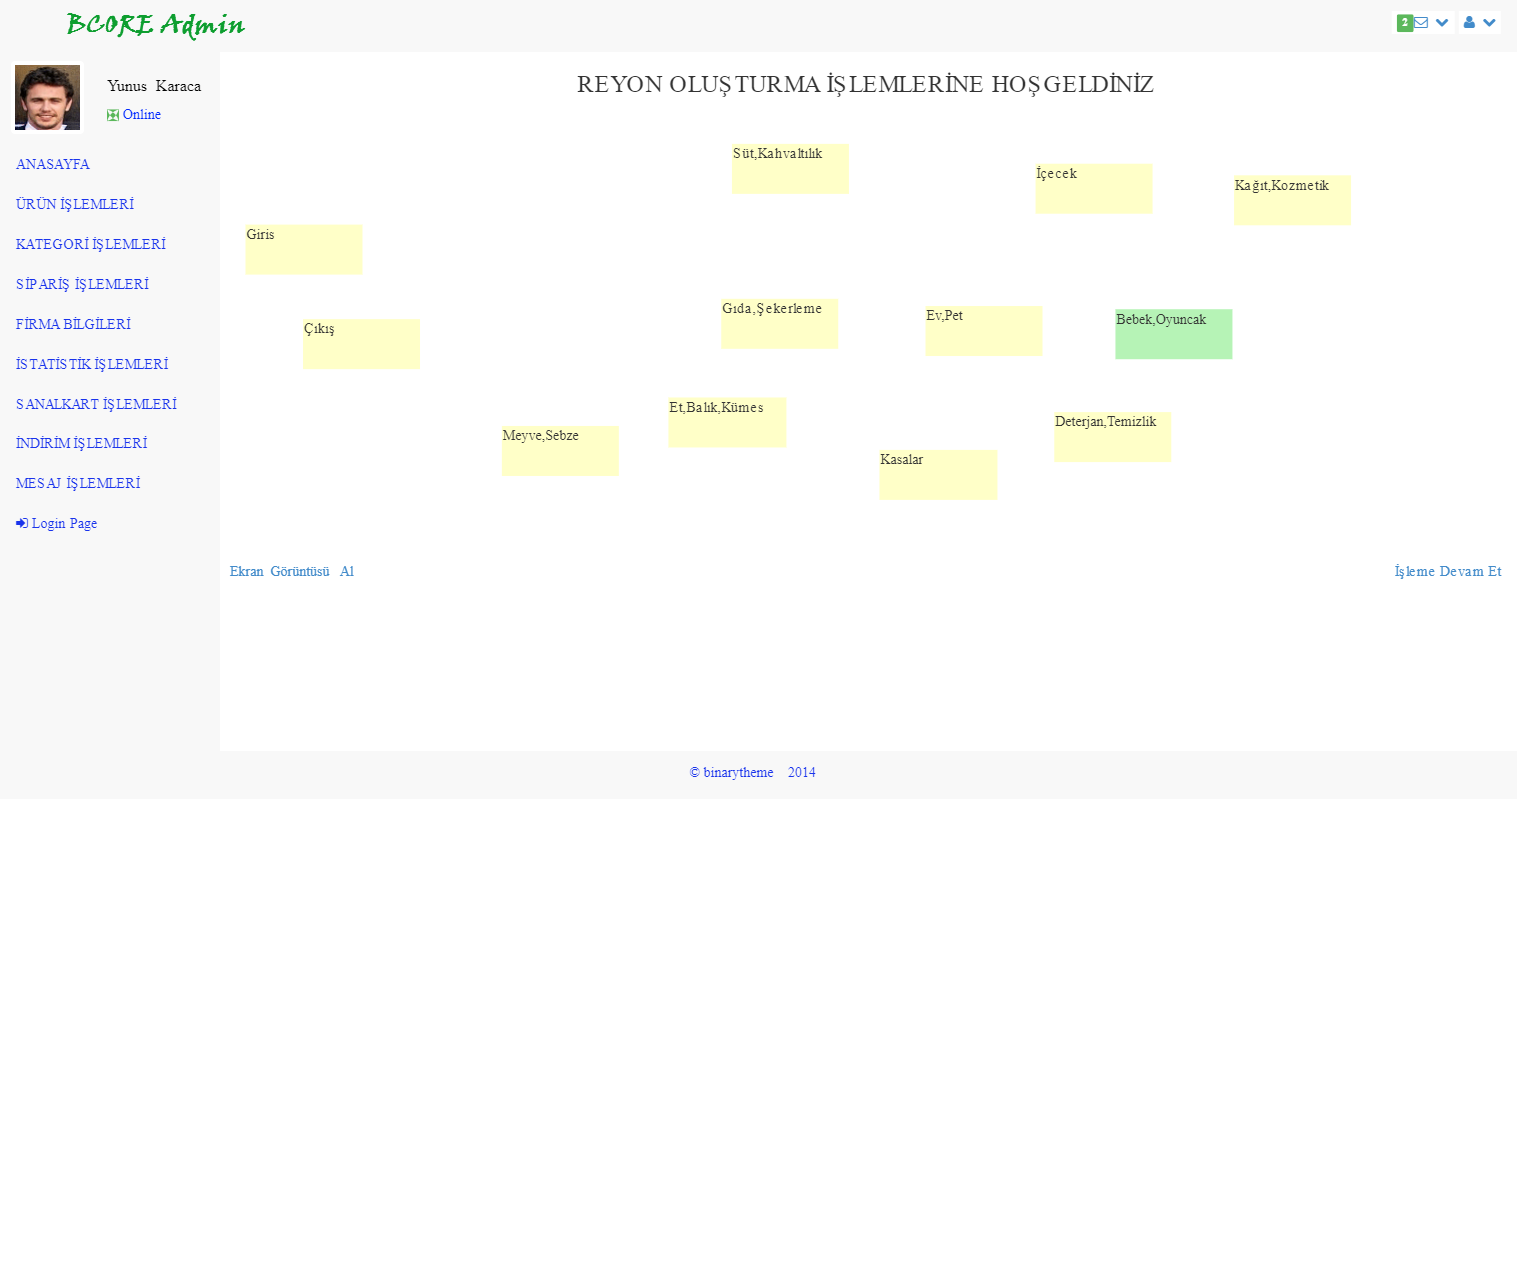 BCORE Admin
2
Yunus Karaca
Online
ANASAYFA
ÜRÜN İŞLEMLERİ
KATEGORİ İŞLEMLERİ
SİPARİŞ İŞLEMLERİ
FİRMA BİLGİLERİ
İSTATİSTİK İŞLEMLERİ
SANALKART İŞLEMLERİ
İNDİRİM İŞLEMLERİ
MESAJ İŞLEMLERİ
Login Page
REYON OLUŞTURMA İŞLEMLERİNE HOŞGELDİNİZ
Süt,Kahvaltılık
İçecek
Kağıt,Kozmetik
Giris
Gıda,Şekerleme
Ev,Pet
Bebek,Oyuncak
Çıkış
Et,Balık,Kümes
Deterjan,Temizlik
Meyve,Sebze
Kasalar
Ekran Görüntüsü Al
İşleme Devam Et
© binarytheme 2014